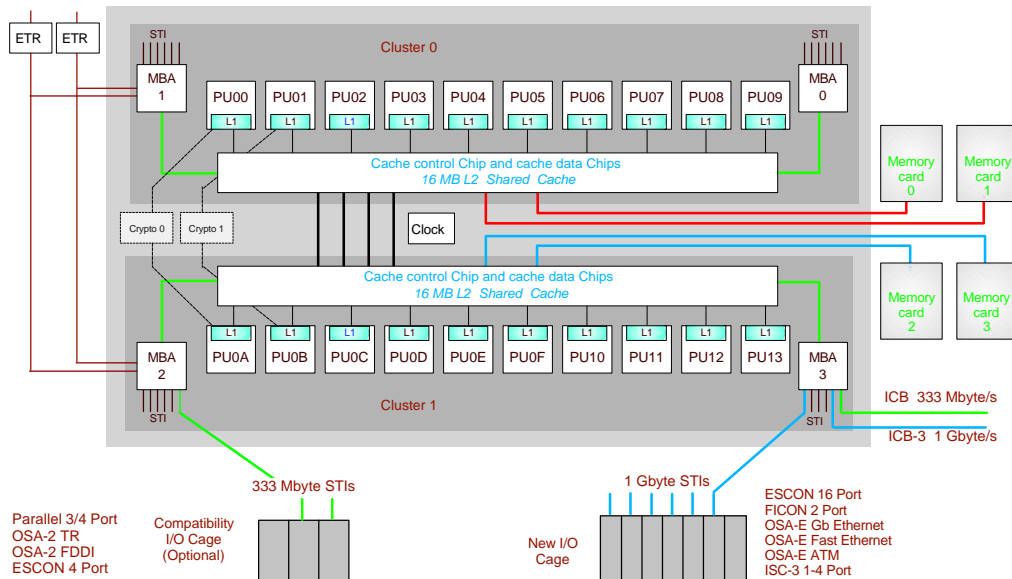 ETR
ETR
STI
Cluster 0
STI
MBA
1
MBA
0
PU00
PU01
PU02
PU03
PU04
PU05
PU06
PU07
PU08
PU09
L1
L1
L1
L1
L1
L1
L1
L1
L1
L1
Cache control Chip and cache data Chips
16 MB L2 Shared Cache
Memory
card
0
Memory
card
1
Crypto 0
Crypto 1
Clock
Cache control Chip and cache data Chips
16 MB L2 Shared Cache
Memory
card
2
Memory
card
3
L1
L1
L1
L1
L1
L1
L1
L1
L1
L1
PU0A
PU0B
PU0C
PU0D
PU0E
PU0F
PU10
PU11
PU12
PU13
MBA
2
MBA
3
STI
Cluster 1
STI
ICB 333 Mbyte/s
ICB-3 1 Gbyte/s
333 Mbyte STIs
1 Gbyte STIs
Parallel 3/4 Port
OSA-2 TR
OSA-2 FDDI
ESCON 4 Port
Compatibility
I/O Cage
(Optional)
New I/O
Cage
ESCON 16 Port
FICON 2 Port
OSA-E Gb Ethernet
OSA-E Fast Ethernet
OSA-E ATM
ISC-3 1-4 Port